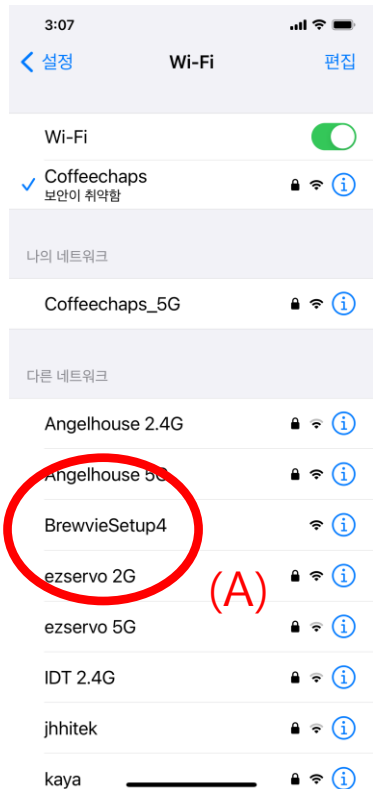 3:07
설정
Wi-Fi
편집
Wi-Fi
Coffeechaps
보안이 취약함
나의 네트워크
Coffeechaps_5G
다른 네트워크
Angelhouse 2.4G
Angelhouse 5G
BrewvieSetup4
ezservo 2G
(A)
ezservo 5G
IDT 2.4G
jhhitek
kaya